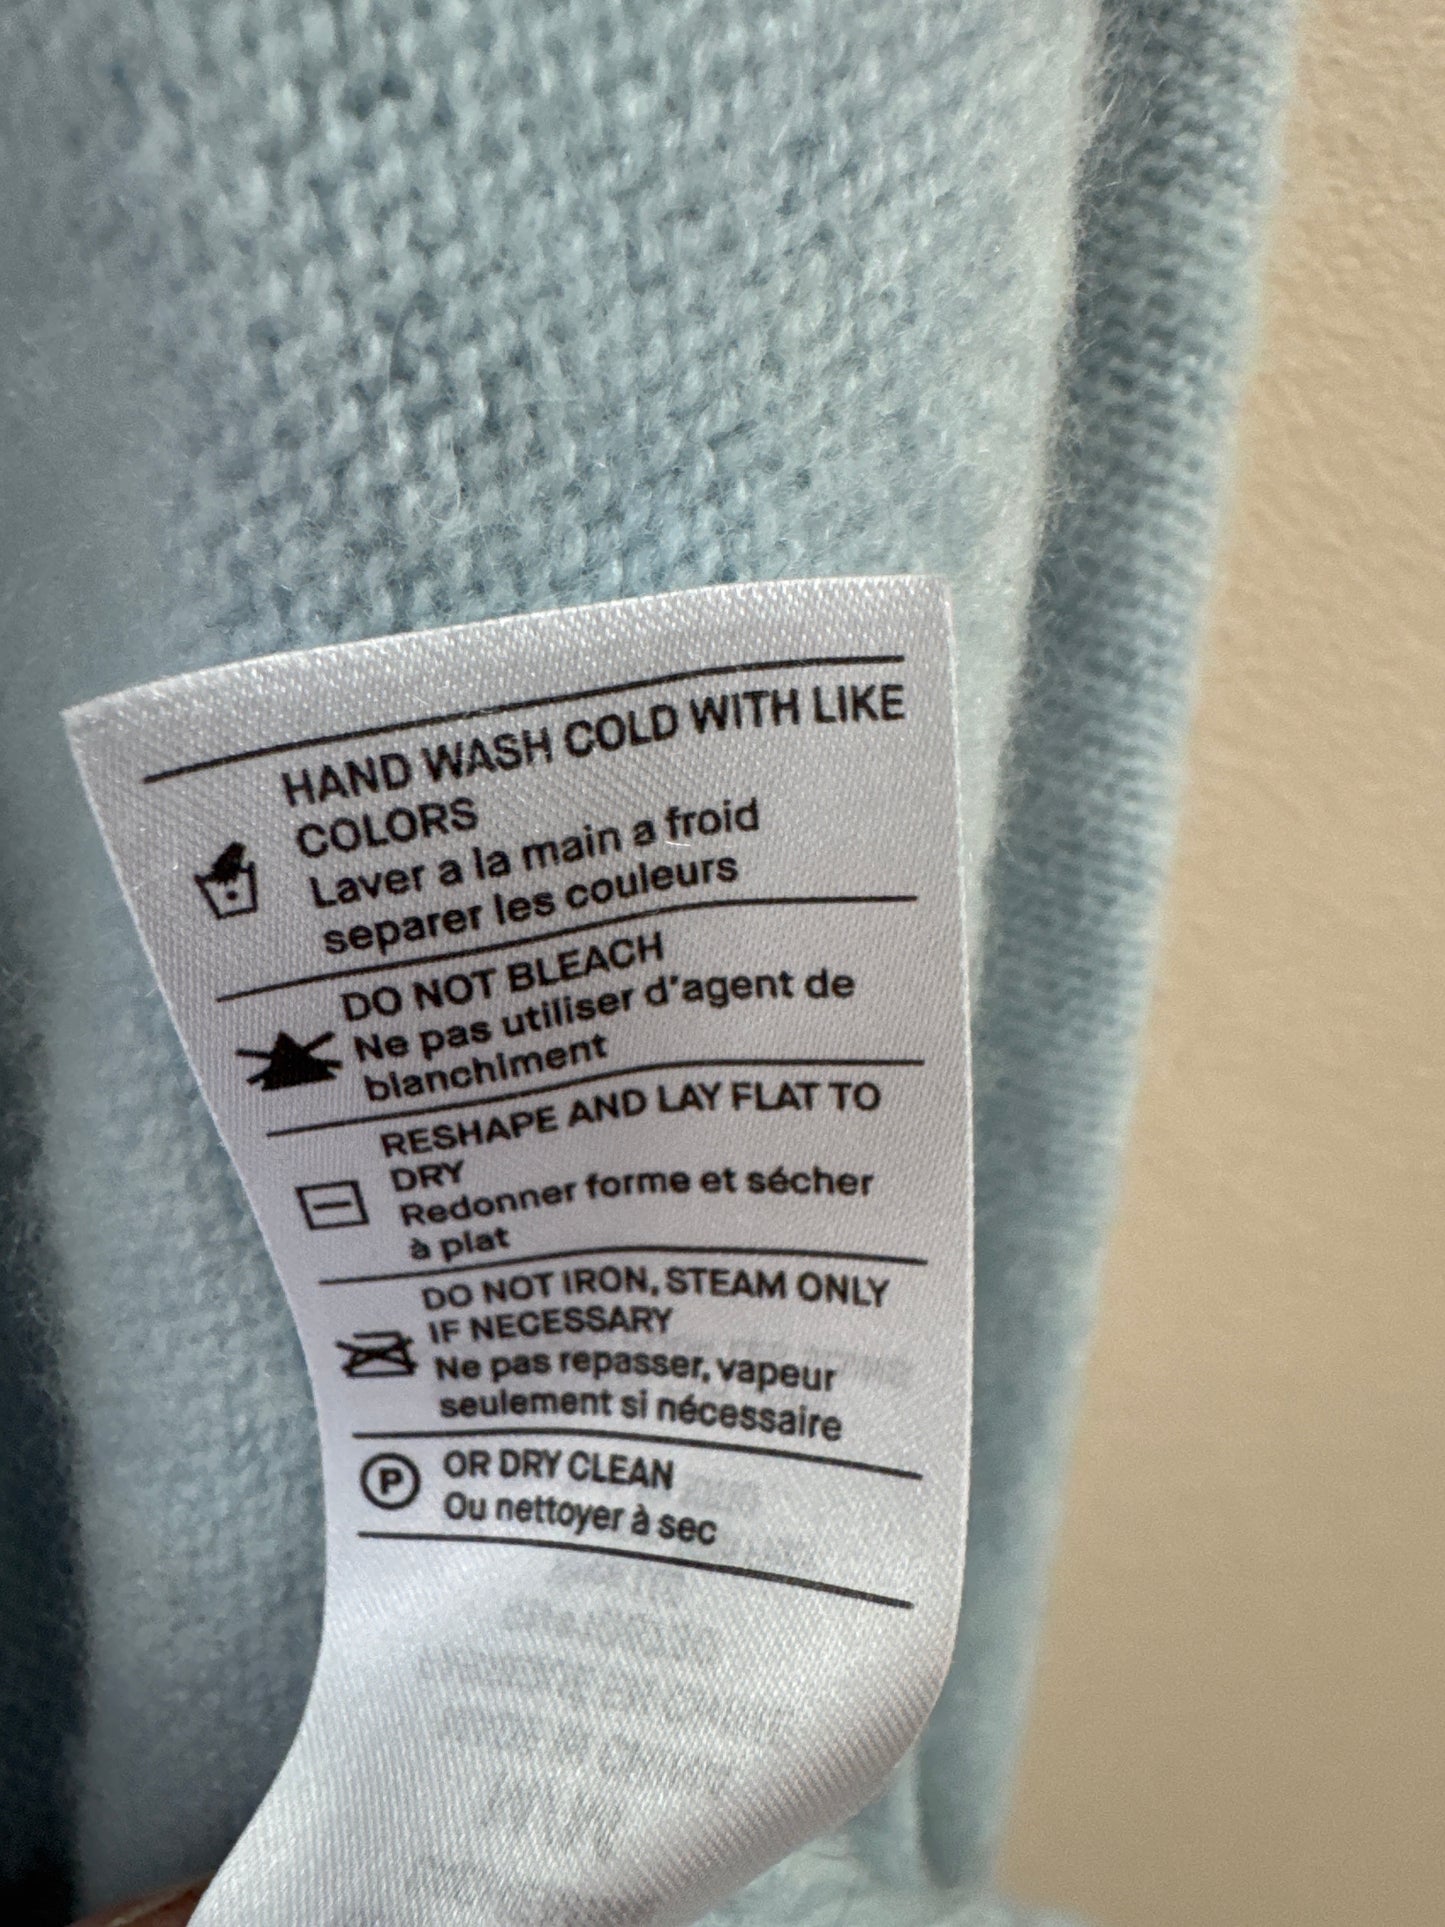 HAND WASH COLD WITH LIKE
COLORS
Laver a la main a froid
separer les couleurs
DO NOT BLEACH
Ne pas utiliser d'agent de
blanchiment
RESHAPE AND LAY FLAT TO
DRY
Redonner forme et sécher
à plat
DO NOT IRON, STEAM ONLY
IF NECESSARY
Ne pas repasser, vapeur
seulement si nécessaire
P
OR DRY CLEAN
Ou nettoyer à sec